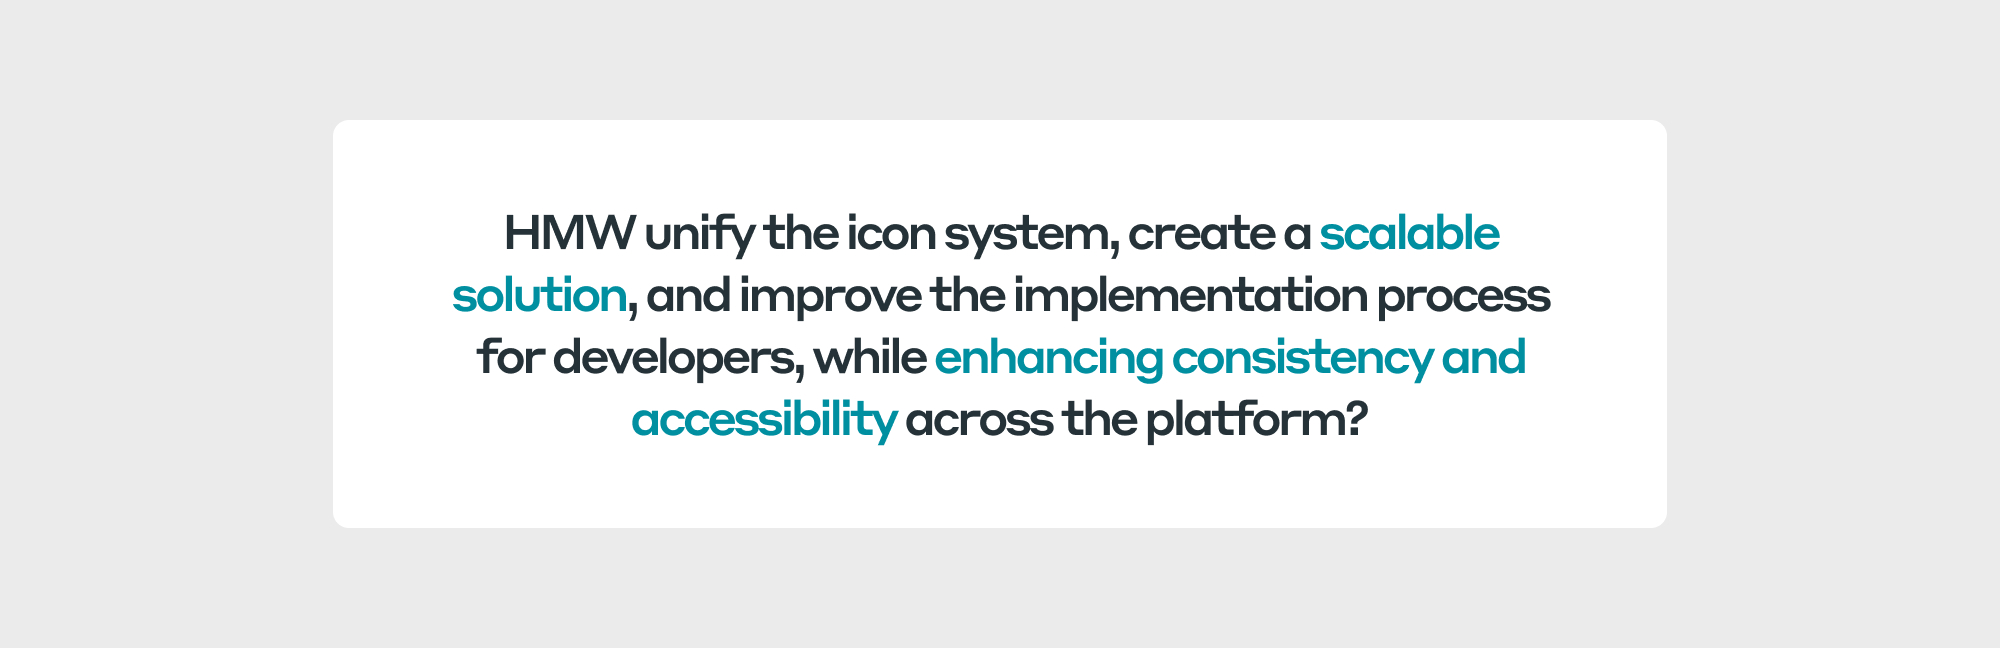 HMW unify the icon system, create a scalable
solution, and improve the implementation process
for developers, while enhancing consistency and
accessibility across the platform?